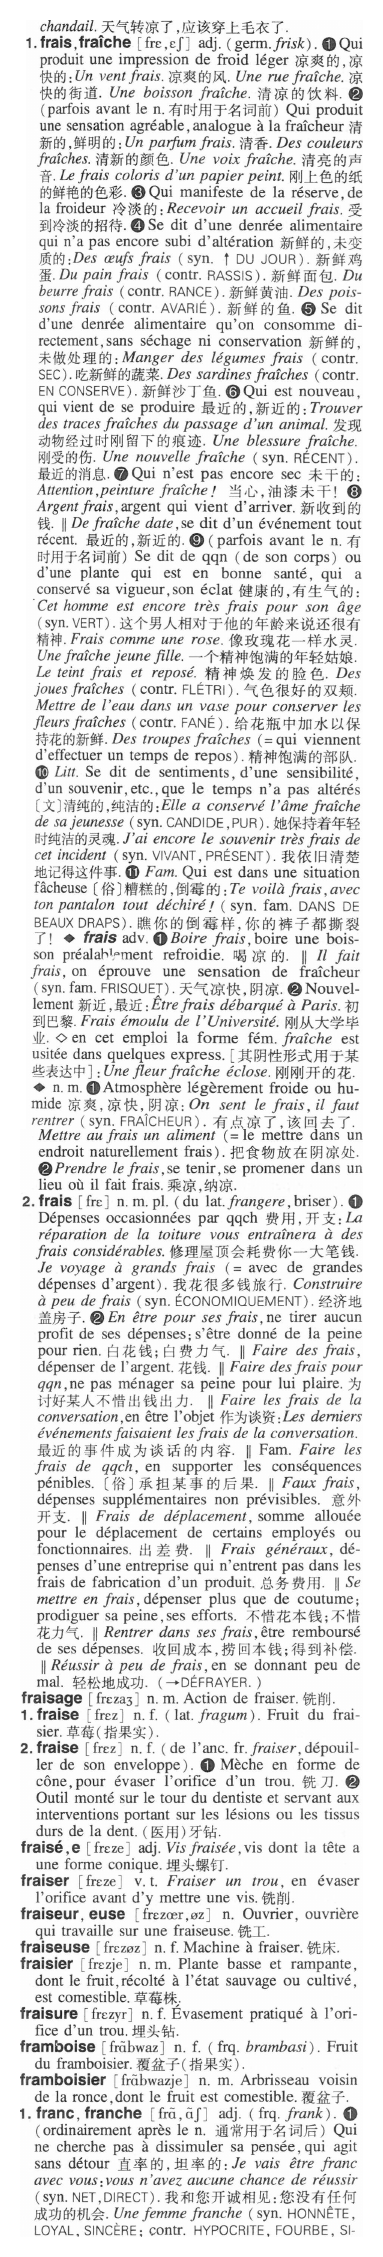 chandail. 天气转凉了,应该穿上毛衣了.
1. frais, fraîche [frɛ,ɛʃ] adj. (germ. frisk). ❶ Qui
produit une impression de froid léger 凉爽的,凉
快的: Un vent frais. 凉爽的风. Une rue fraîche. 凉
快的街道. Une boisson fraîche. 清凉的饮料. ❷
(parfois avant le n. 有时用于名词前) Qui produit
une sensation agréable, analogue à la fraîcheur 清
新的,鲜明的: Un parfum frais. 清香. Des couleurs
fraîches. 清新的颜色. Une voix fraîche. 清亮的声
音. Le frais coloris d'un papier peint. 刚上色的纸
的鲜艳的色彩. ❸ Qui manifeste de la réserve, de
la froideur 冷淡的: Recevoir un accueil frais. 受
到冷淡的招待. ❹ Se dit d'une denrée alimentaire
qui n'a pas encore subi d'altération 新鲜的,未变
质的: Des œufs frais (syn. ↑ DU JOUR). 新鲜鸡
蛋. Du pain frais (contr. RASSIS). 新鲜面包. Du
beurre frais (contr. RANCE). 新鲜黄油. Des pois-
sons frais (contr. AVARIÉ). 新鲜的鱼. ❺ Se dit
d'une denrée alimentaire qu'on consomme di-
rectement, sans séchage ni conservation 新鲜的,
未做处理的: Manger des légumes frais (contr.
SEC). 吃新鲜的蔬菜. Des sardines fraîches (contr.
EN CONSERVE). 新鲜沙丁鱼. ❻ Qui est nouveau,
qui vient de se produire 最近的,新近的: Trouver
des traces fraîches du passage d'un animal. 发现
动物经过时刚留下的痕迹. Une blessure fraîche.
刚受的伤. Une nouvelle fraîche (syn. RÉCENT).
最近的消息. ❼ Qui n'est pas encore sec 未干的:
Attention, peinture fraîche! 当心,油漆未干! ❽
Argent frais, argent qui vient d'arriver. 新收到的
钱. ‖ De fraîche date, se dit d'un événement tout
récent. 最近的,新近的. ❾ (parfois avant le n. 有
时用于名词前) Se dit de qqn (de son corps) ou
d'une plante qui est en bonne santé, qui a
conservé sa vigueur, son éclat 健康的,有生气的:
Cet homme est encore très frais pour son âge
(syn. VERT). 这个男人相对于他的年龄来说还很有
精神. Frais comme une rose. 像玫瑰花一样水灵.
Une fraîche jeune fille. 一个精神饱满的年轻姑娘.
Le teint frais et reposé. 精神焕发的脸色. Des
joues fraîches (contr. FLÉTRI). 气色很好的双颊.
Mettre de l'eau dans un vase pour conserver les
fleurs fraîches (contr. FANÉ). 给花瓶中加水以保
持花的新鲜. Des troupes fraîches (= qui viennent
d'effectuer un temps de repos). 精神饱满的部队.
❿ Litt. Se dit de sentiments, d'une sensibilité,
d'un souvenir, etc., que le temps n'a pas altérés
〔文〕清纯的,纯洁的: Elle a conservé l'âme fraîche
de sa jeunesse (syn. CANDIDE, PUR). 她保持着年轻
时纯洁的灵魂. J'ai encore le souvenir très frais de
cet incident (syn. VIVANT, PRÉSENT). 我依旧清楚
地记得这件事. ⓫ Fam. Qui est dans une situation
fâcheuse〔俗〕糟糕的,倒霉的: Te voilà frais, avec
ton pantalon tout déchiré! (syn. fam. DANS DE
BEAUX DRAPS). 瞧你的倒霉样,你的裤子都撕裂
了! ◆ frais adv. ❶ Boire frais, boire une bois-
son préalablement refroidie. 喝凉的. ‖ Il fait
frais, on éprouve une sensation de fraîcheur
(syn. fam. FRISQUET). 天气凉快,阴凉. ❷ Nouvel-
lement 新近,最近: Être frais débarqué à Paris. 初
到巴黎. Frais émoulu de l'Université. 刚从大学毕
业. ◇ en cet emploi la forme fém. fraîche est
usitée dans quelques express. [其阴性形式用于某
些表达中]: Une fleur fraîche éclose. 刚刚开的花.
◆ n. m. ❶ Atmosphère légèrement froide ou hu-
mide 凉爽,凉快,阴凉: On sent le frais, il faut
rentrer (syn. FRAÎCHEUR). 有点凉了,该回去了.
Mettre au frais un aliment (= le mettre dans un
endroit naturellement frais). 把食物放在阴凉处.
❷ Prendre le frais, se tenir, se promener dans un
lieu où il fait frais. 乘凉,纳凉.
2. frais [frɛ] n. m. pl. (du lat. frangere, briser). ❶
Dépenses occasionnées par qqch 费用,开支: La
réparation de la toiture vous entraînera à des
frais considérables. 修理屋顶会耗费你一大笔钱.
Je voyage à grands frais (= avec de grandes
dépenses d'argent). 我花很多钱旅行. Construire
à peu de frais (syn. ÉCONOMIQUEMENT). 经济地
盖房子. ❷ En être pour ses frais, ne tirer aucun
profit de ses dépenses; s'être donné de la peine
pour rien. 白花钱;白费力气. ‖ Faire des frais,
dépenser de l'argent. 花钱. ‖ Faire des frais pour
qqn, ne pas ménager sa peine pour lui plaire. 为
讨好某人不惜出钱出力. ‖ Faire les frais de la
conversation, en être l'objet 作为谈资: Les derniers
événements faisaient les frais de la conversation.
最近的事件成为谈话的内容. ‖ Fam. Faire les
frais de qqch, en supporter les conséquences
pénibles. 〔俗〕承担某事的后果. ‖ Faux frais,
dépenses supplémentaires non prévisibles. 意外
开支. ‖ Frais de déplacement, somme allouée
pour le déplacement de certains employés ou
fonctionnaires. 出差费. ‖ Frais généraux, dé-
penses d'une entreprise qui n'entrent pas dans les
frais de fabrication d'un produit. 总务费用. ‖ Se
mettre en frais, dépenser plus que de coutume;
prodiguer sa peine, ses efforts. 不惜花本钱;不惜
花力气. ‖ Rentrer dans ses frais, être remboursé
de ses dépenses. 收回成本,捞回本钱;得到补偿.
‖ Réussir à peu de frais, en se donnant peu de
mal. 轻松地成功. (→DÉFRAYER.)
fraisage [frɛzaʒ] n. m. Action de fraiser. 铣削.
1. fraise [frɛz] n. f. (lat. fragum). Fruit du frai-
sier. 草莓(指果实).
2. fraise [frɛz] n. f. (de l'anc. fr. fraiser, dépouil-
ler de son enveloppe). ❶ Mèche en forme de
cône, pour évaser l'orifice d'un trou. 铣刀. ❷
Outil monté sur le tour du dentiste et servant aux
interventions portant sur les lésions ou les tissus
durs de la dent. (医用)牙钻.
fraisé, e [frɛze] adj. Vis fraisée, vis dont la tête a
une forme conique. 埋头螺钉.
fraiser [frɛze] v. t. Fraiser un trou, en évaser
l'orifice avant d'y mettre une vis. 铣削.
fraiseur, euse [frɛzœr, øz] n. Ouvrier, ouvrière
qui travaille sur une fraiseuse. 铣工.
fraiseuse [frɛzøz] n. f. Machine à fraiser. 铣床.
fraisier [frɛzje] n. m. Plante basse et rampante,
dont le fruit, récolté à l'état sauvage ou cultivé,
est comestible. 草莓株.
fraisure [frɛzyr] n. f. Évasement pratiqué à l'ori-
fice d'un trou. 埋头钻.
framboise [frɑ̃bwaz] n. f. (frq. brambasi). Fruit
du framboisier. 覆盆子(指果实).
framboisier [frɑ̃bwazje] n. m. Arbrisseau voisin
de la ronce, dont le fruit est comestible. 覆盆子.
1. franc, franche [frɑ̃, ɑ̃ʃ] adj. (frq. frank). ❶
(ordinairement après le n. 通常用于名词后) Qui
ne cherche pas à dissimuler sa pensée, qui agit
sans détour 直率的,坦率的: Je vais être franc
avec vous: vous n'avez aucune chance de réussir
(syn. NET, DIRECT). 我和您开诚相见:您没有任何
成功的机会. Une femme franche (syn. HONNÊTE,
LOYAL, SINCÈRE; contr. HYPOCRITE, FOURBE, SI-